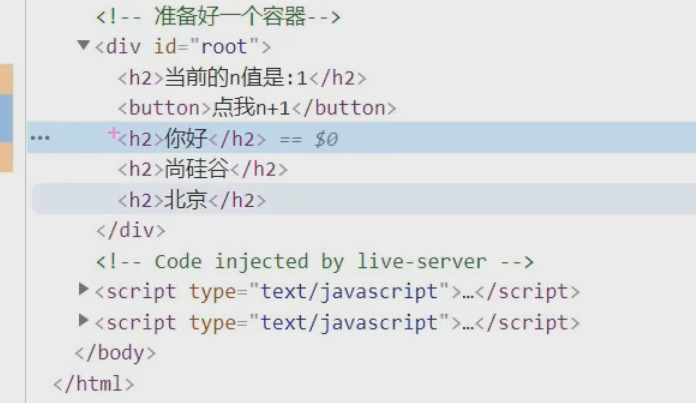 <!-- 准备好一个容器-->
▼<div id="root">
<h2>当前的n值是:1</h2>
<button>点我n+1</button>
<h2>你好</h2> == $0
<h2>尚硅谷</h2>
<h2>北京</h2>
</div>
<!-- Code injected by live-server -->
▶<script type="text/javascript">…</script>
▶<script type="text/javascript">…</script>
</body>
</html>